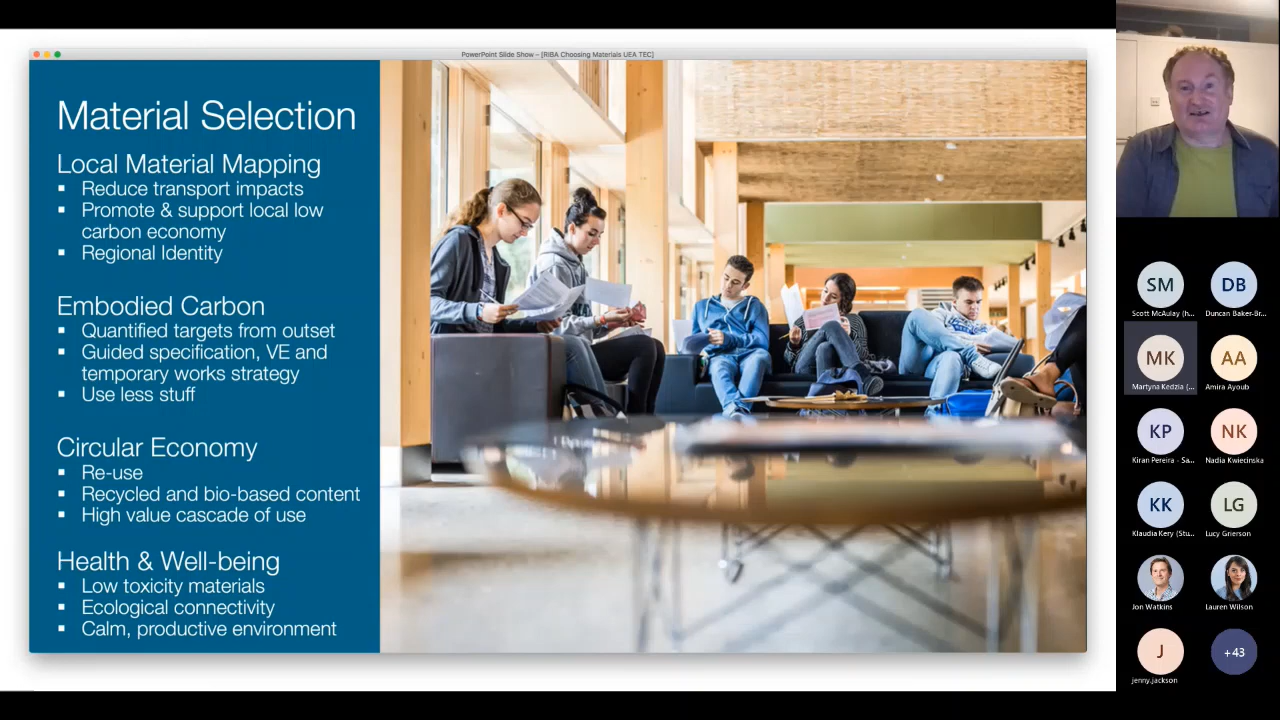 PowerPoint Slide Show – [RIBA Choosing Materials UEA TEC]
Material Selection
Local Material Mapping
▪ Reduce transport impacts
▪ Promote & support local low
carbon economy
▪ Regional Identity
Embodied Carbon
▪ Quantified targets from outset
▪ Guided specification, VE and
temporary works strategy
▪ Use less stuff
Circular Economy
▪ Re-use
▪ Recycled and bio-based content
▪ High value cascade of use
Health & Well-being
▪ Low toxicity materials
▪ Ecological connectivity
▪ Calm, productive environment
SM
DB
Scott McAulay (h...
Duncan Baker-Br...
MK
AA
Martyna Kedzia (...
Amira Ayoub
KP
NK
Kiran Pereira - Sa...
Nadia Kwiecinska
KK
LG
Klaudia Kery (Stu...
Lucy Grierson
Jon Watkins
Lauren Wilson
J
+43
jenny.jackson